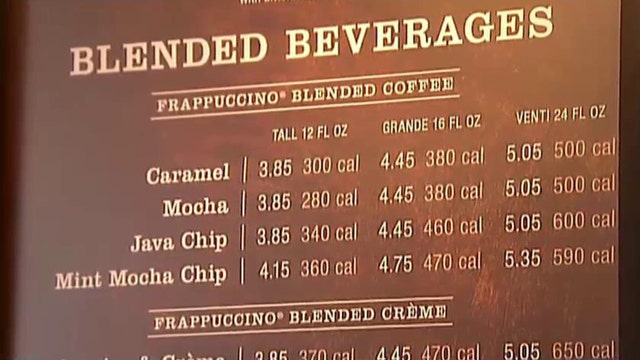 BLENDED BEVERAGES
FRAPPUCCINO® BLENDED COFFEE
TALL 12 FL OZ GRANDE 16 FL OZ VENTI 24 FL OZ
Caramel | 3.85 300 cal 4.45 380 cal 5.05 500 cal
Mocha | 3.85 280 cal 4.45 380 cal 5.05 500 cal
Java Chip | 3.85 340 cal 4.45 460 cal 5.05 600 cal
Mint Mocha Chip | 4.15 360 cal 4.75 470 cal 5.35 590 cal
FRAPPUCCINO® BLENDED CRÈME
370 cal 4.45 470 cal 5.05 650 cal